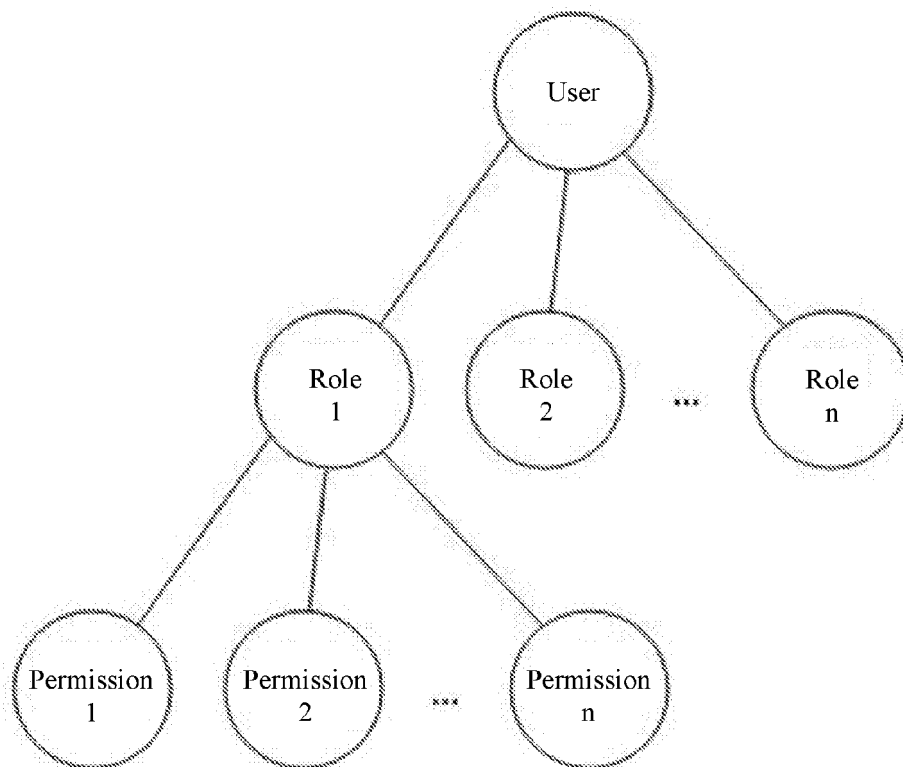 User
Role
1
Role
2
...
Role
n
Permission
1
Permission
2
...
Permission
n